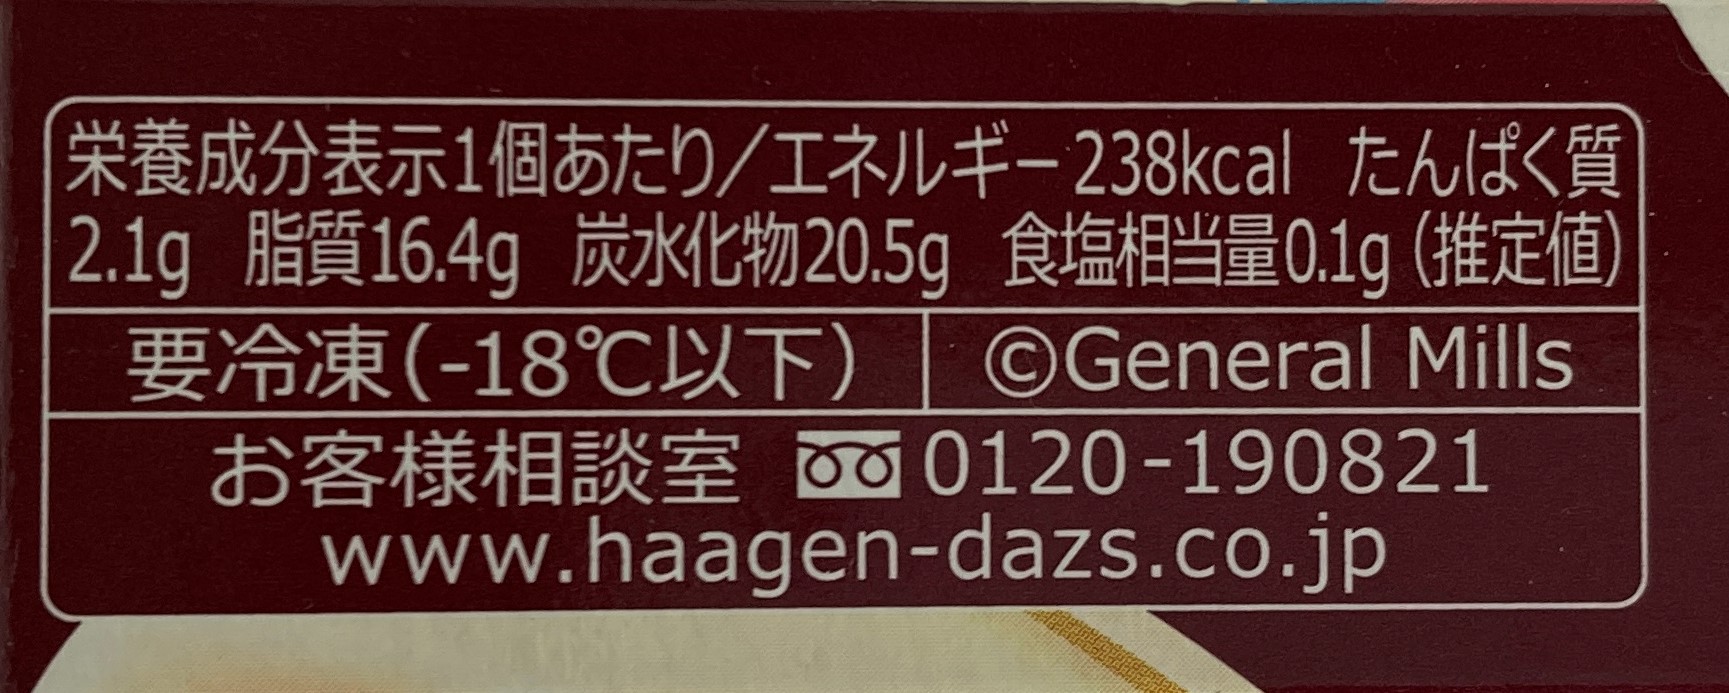 栄養成分表示1個あたり/エネルギー238kcal たんぱく質
2.1g 脂質16.4g 炭水化物20.5g 食塩相当量0.1g(推定値)
要冷凍(-18℃以下) ©General Mills
お客様相談室 0120-190821
www.haagen-dazs.co.jp